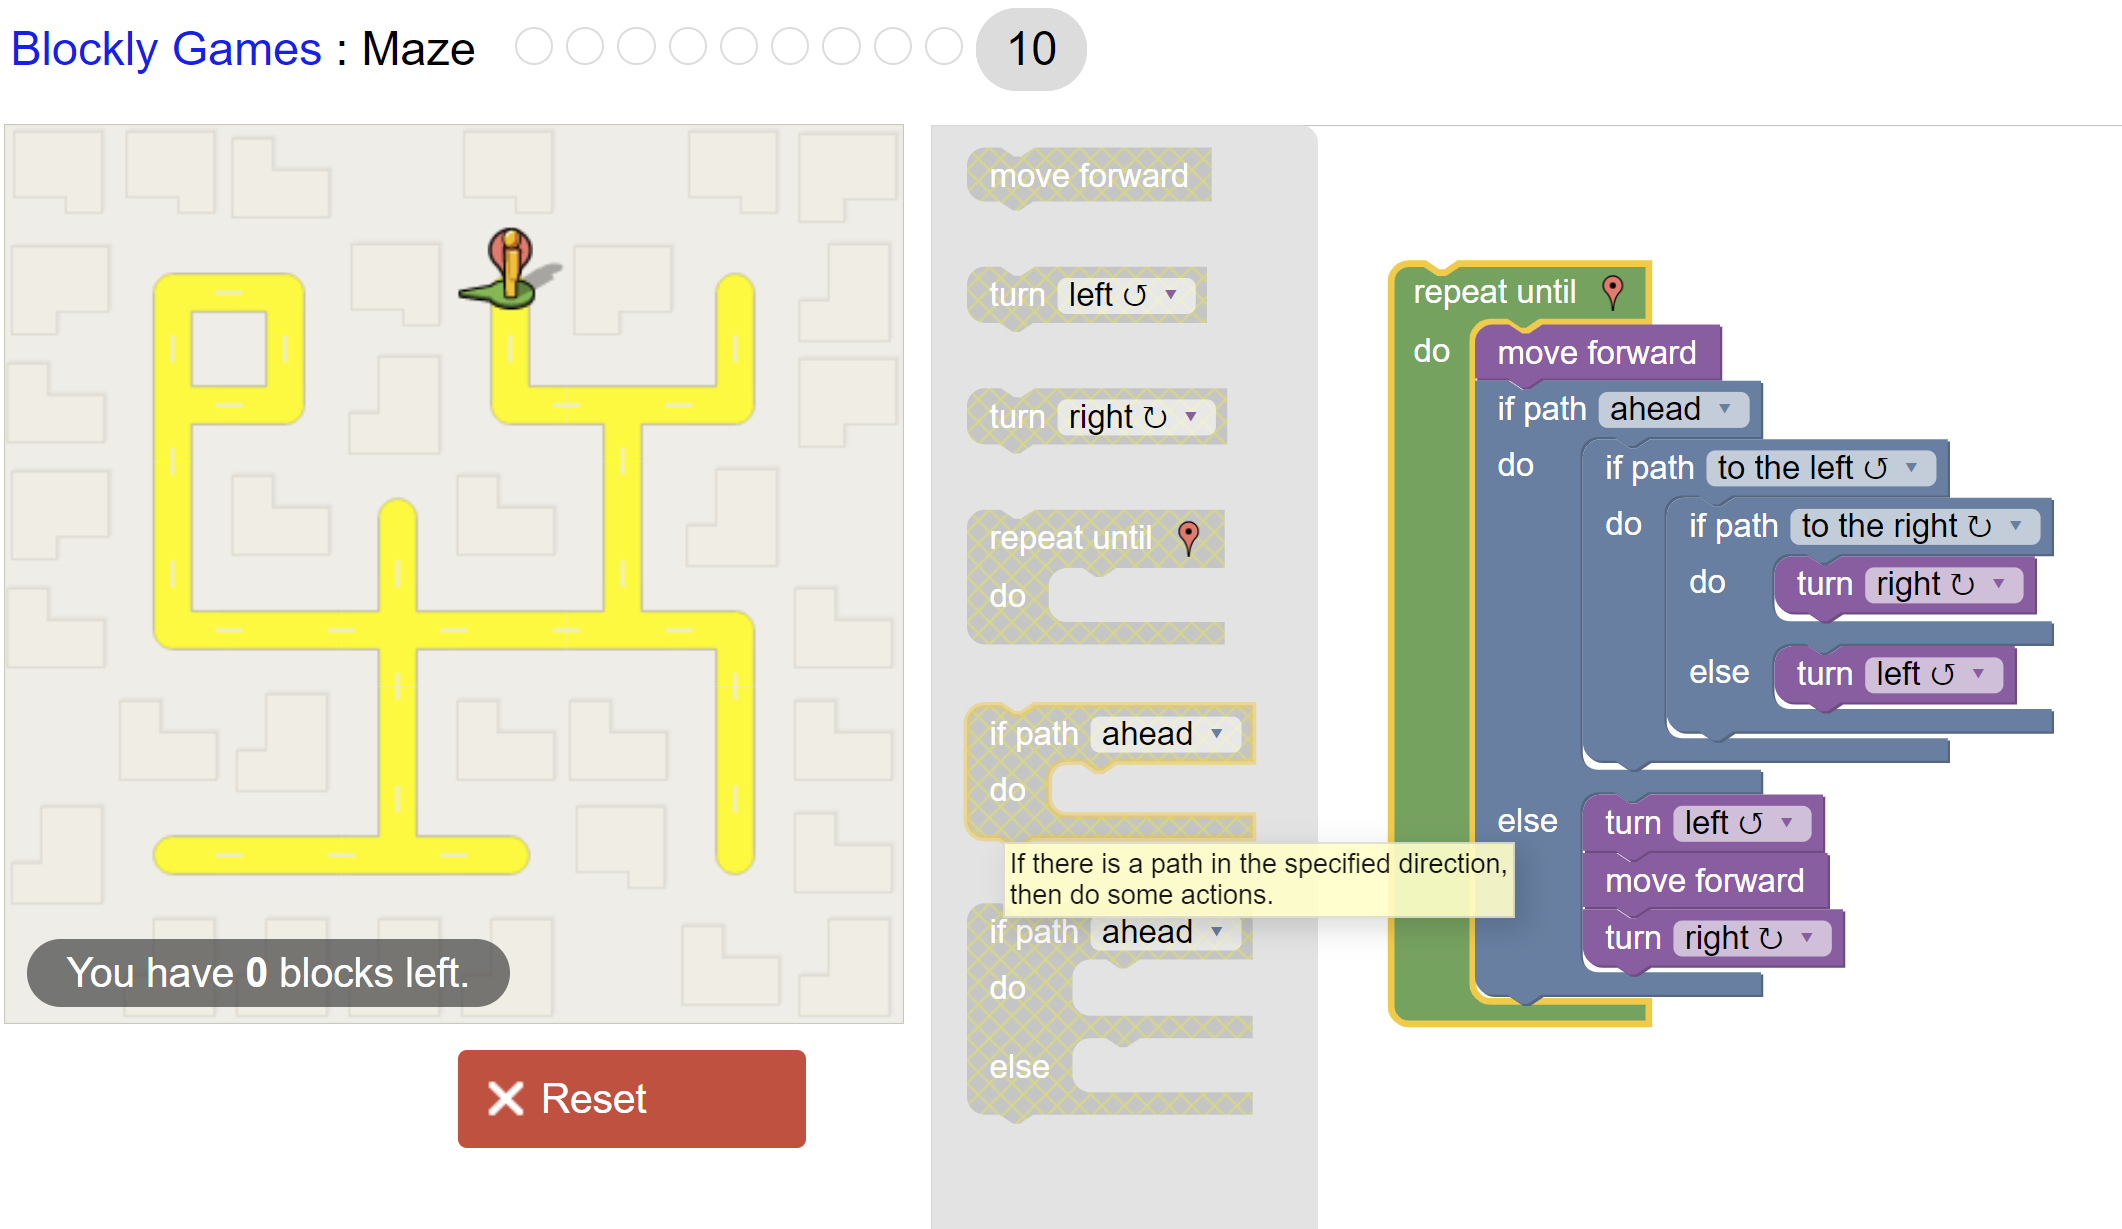 Blockly Games : Maze 10
You have 0 blocks left.
Reset
move forward
turn left ↺ ▼
turn right ↻ ▼
repeat until
do
if path ahead ▼
do
If there is a path in the specified direction,
then do some actions.
if path ahead ▼
do
else
repeat until
do move forward
if path ahead ▼
do if path to the left ↺ ▼
do if path to the right ↻ ▼
do turn right ↻ ▼
else turn left ↺ ▼
else turn left ↺ ▼
move forward
turn right ↻ ▼